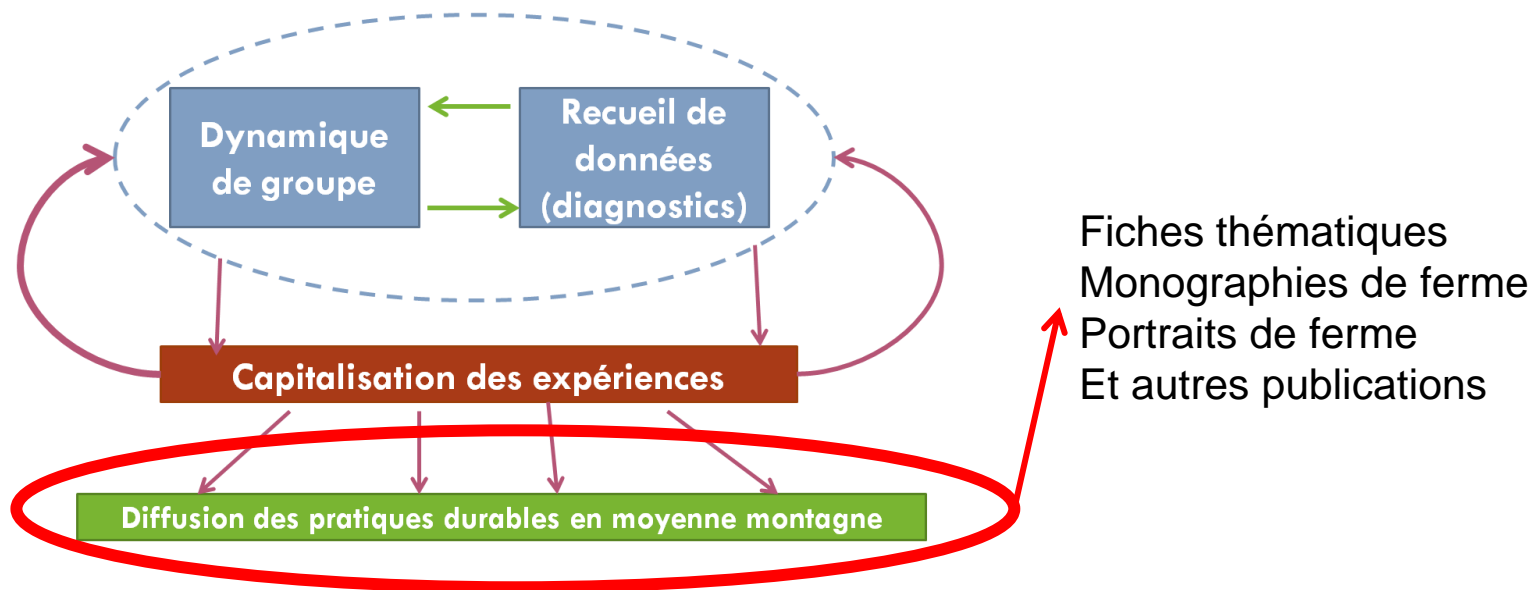 Dynamique
de groupe
Recueil de
données
(diagnostics)
Capitalisation des expériences
Diffusion des pratiques durables en moyenne montagne
Fiches thématiques
Monographies de ferme
Portraits de ferme
Et autres publications